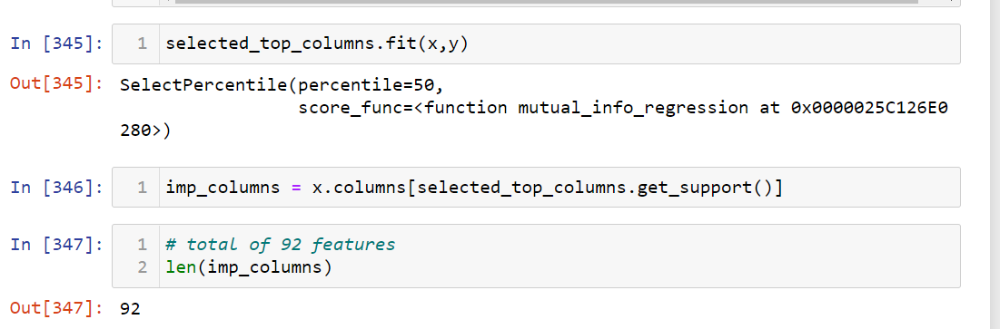 In [345]: 1 selected_top_columns.fit(x,y)
Out[345]: SelectPercentile(percentile=50,
score_func=<function mutual_info_regression at 0x0000025C126E0
280>)
In [346]: 1 imp_columns = x.columns[selected_top_columns.get_support()]
In [347]: 1 # total of 92 features
2 len(imp_columns)
Out[347]: 92